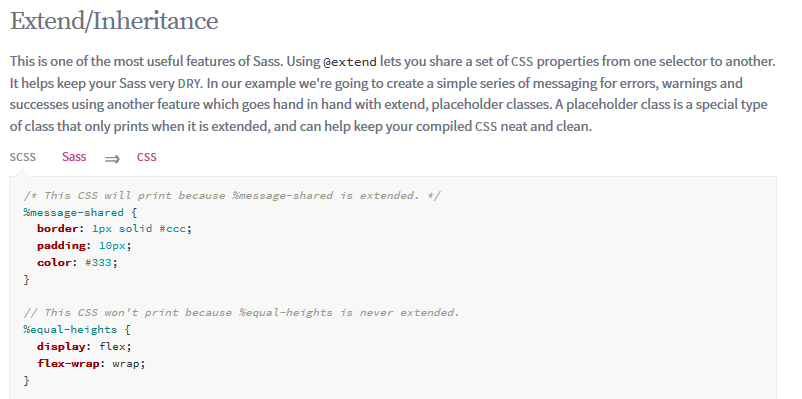 Extend/Inheritance
This is one of the most useful features of Sass. Using @extend lets you share a set of CSS properties from one selector to another.
It helps keep your Sass very DRY. In our example we're going to create a simple series of messaging for errors, warnings and
successes using another feature which goes hand in hand with extend, placeholder classes. A placeholder class is a special type
of class that only prints when it is extended, and can help keep your compiled CSS neat and clean.
SCSS Sass ⇒ CSS
/* This CSS will print because %message-shared is extended. */
%message-shared {
  border: 1px solid #ccc;
  padding: 10px;
  color: #333;
}
// This CSS won't print because %equal-heights is never extended.
%equal-heights {
  display: flex;
  flex-wrap: wrap;
}